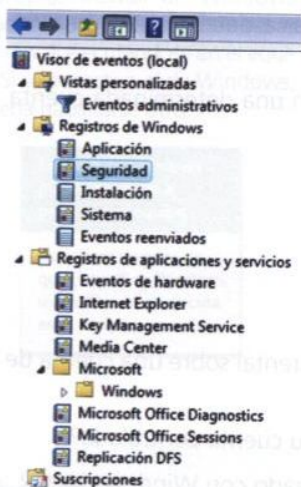 Visor de eventos (local)
Vistas personalizadas
Eventos administrativos
Registros de Windows
Aplicación
Seguridad
Instalación
Sistema
Eventos reenviados
Registros de aplicaciones y servicios
Eventos de hardware
Internet Explorer
Key Management Service
Media Center
Microsoft
Windows
Microsoft Office Diagnostics
Microsoft Office Sessions
Replicación DFS
Suscripciones